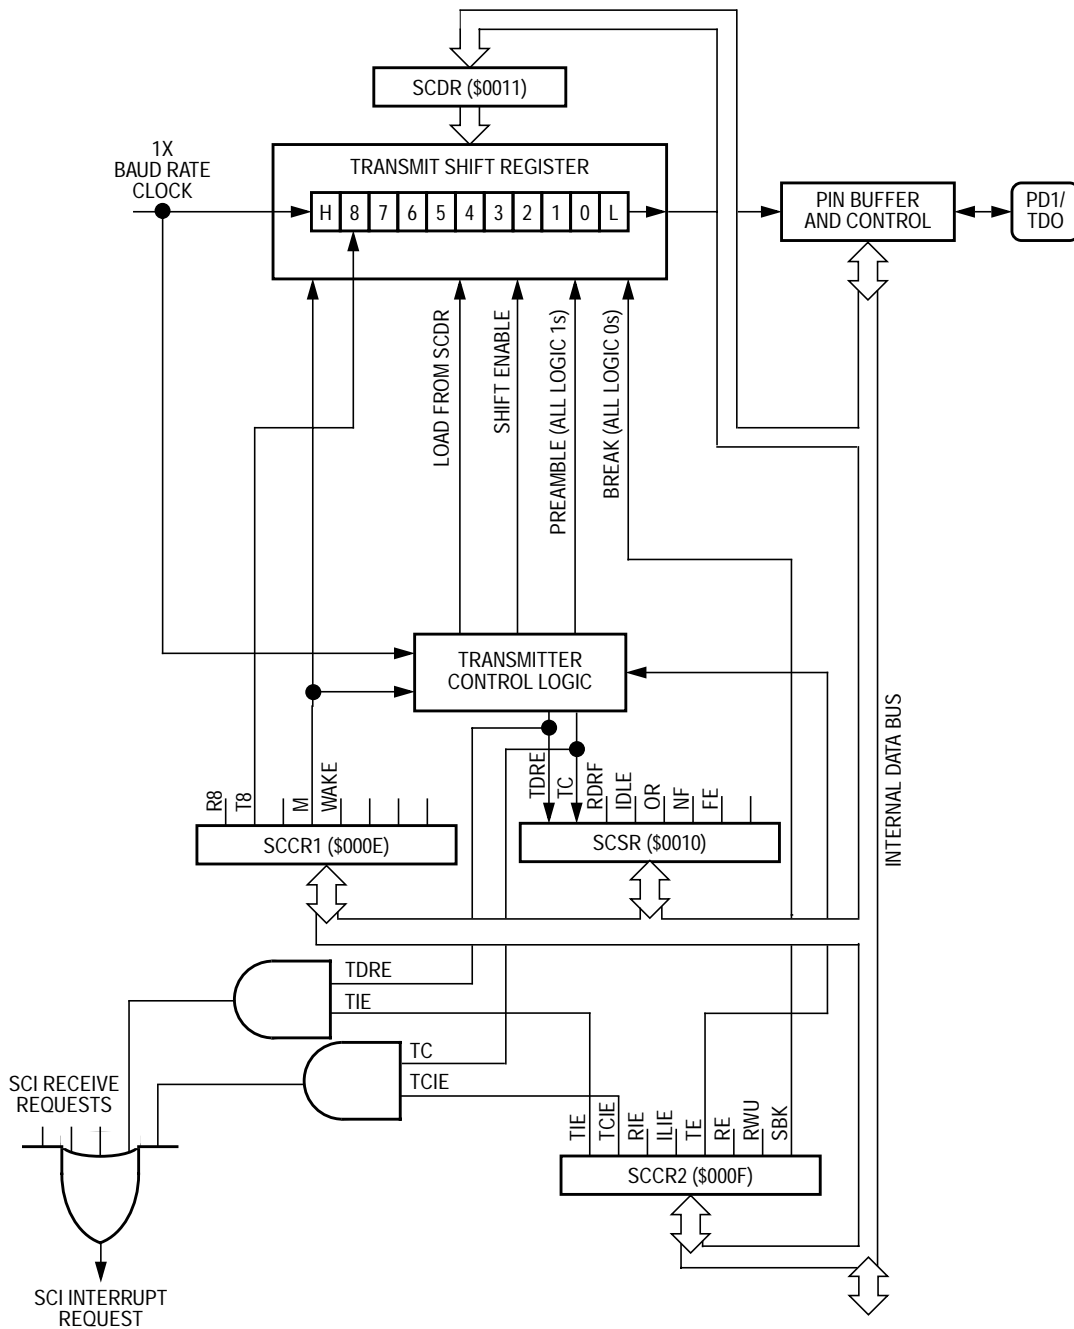 SCDR ($0011)
1X
BAUD RATE
CLOCK
TRANSMIT SHIFT REGISTER
H 8 7 6 5 4 3 2 1 0 L
PIN BUFFER
AND CONTROL
PD1/
TDO
LOAD FROM SCDR
SHIFT ENABLE
PREAMBLE (ALL LOGIC 1s)
BREAK (ALL LOGIC 0s)
TRANSMITTER
CONTROL LOGIC
INTERNAL DATA BUS
R8
T8
M
WAKE
SCCR1 ($000E)
TDRE
TC
RDRF
IDLE
OR
NF
FE
SCSR ($0010)
TDRE
TIE
TC
TCIE
SCI RECEIVE
REQUESTS
TIE
TCIE
RIE
ILIE
TE
RE
RWU
SBK
SCCR2 ($000F)
SCI INTERRUPT
REQUEST